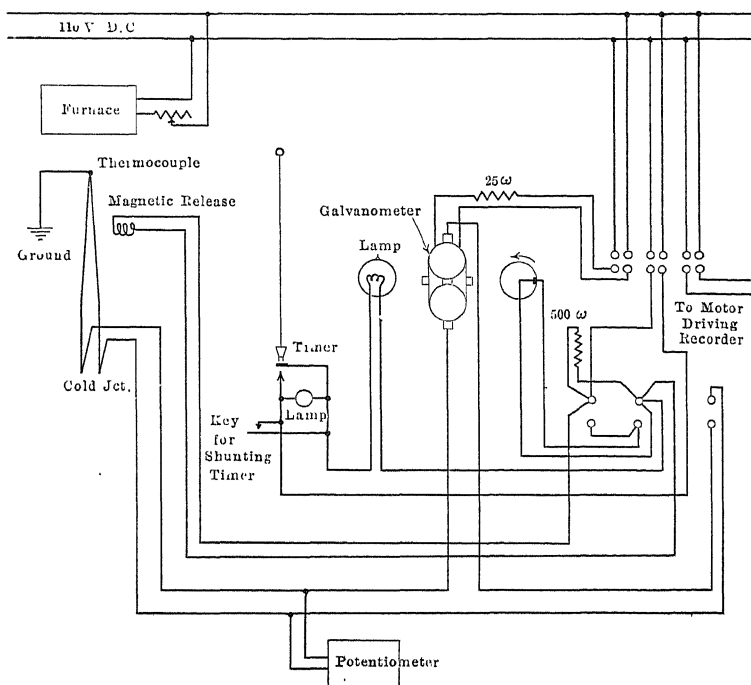 110 V D.C
Furnace
Thermocouple
Magnetic Release
Ground
Cold Jct.
Galvanometer
25 ω
Lamp
500 ω
To Motor
Driving
Recorder
Timer
Lamp
Key
for
Shunting
Timer
Potentiometer